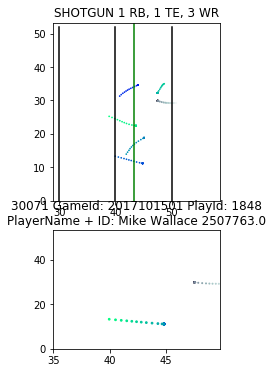 SHOTGUN 1 RB, 1 TE, 3 WR
50
40
30
20
10
0
30 40 50
30071 GameId: 2017101501 PlayId: 1848
PlayerName + ID: Mike Wallace 2507763.0
40
20
0
35 40 45